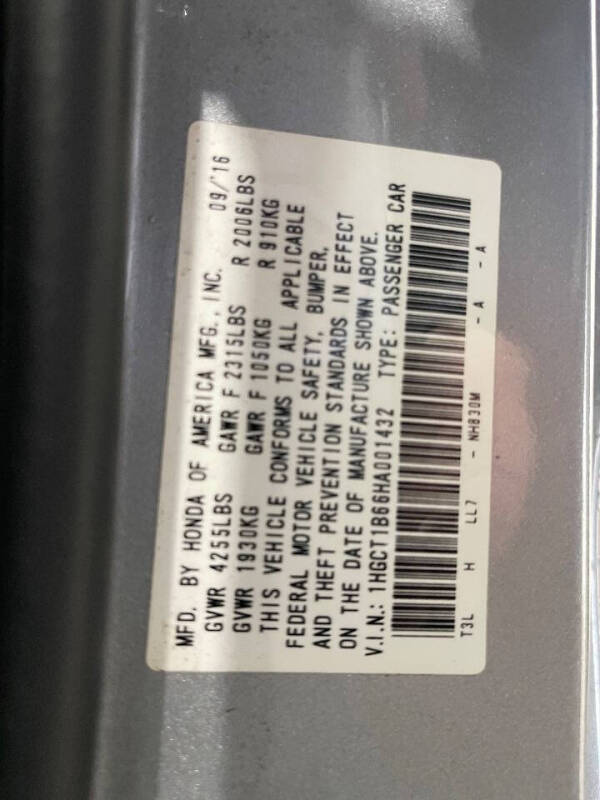 MFD. BY HONDA OF AMERICA MFG., INC. 09/'16
GVWR 4255LBS GAWR F 2315LBS R 2006LBS
GVWR 1930KG GAWR F 1050KG R 910KG
THIS VEHICLE CONFORMS TO ALL APPLICABLE
FEDERAL MOTOR VEHICLE SAFETY, BUMPER,
AND THEFT PREVENTION STANDARDS IN EFFECT
ON THE DATE OF MANUFACTURE SHOWN ABOVE.
V.I.N.: 1HGCT1B66HA001432 TYPE: PASSENGER CAR
T3L H LL7 - NH830M - A - A